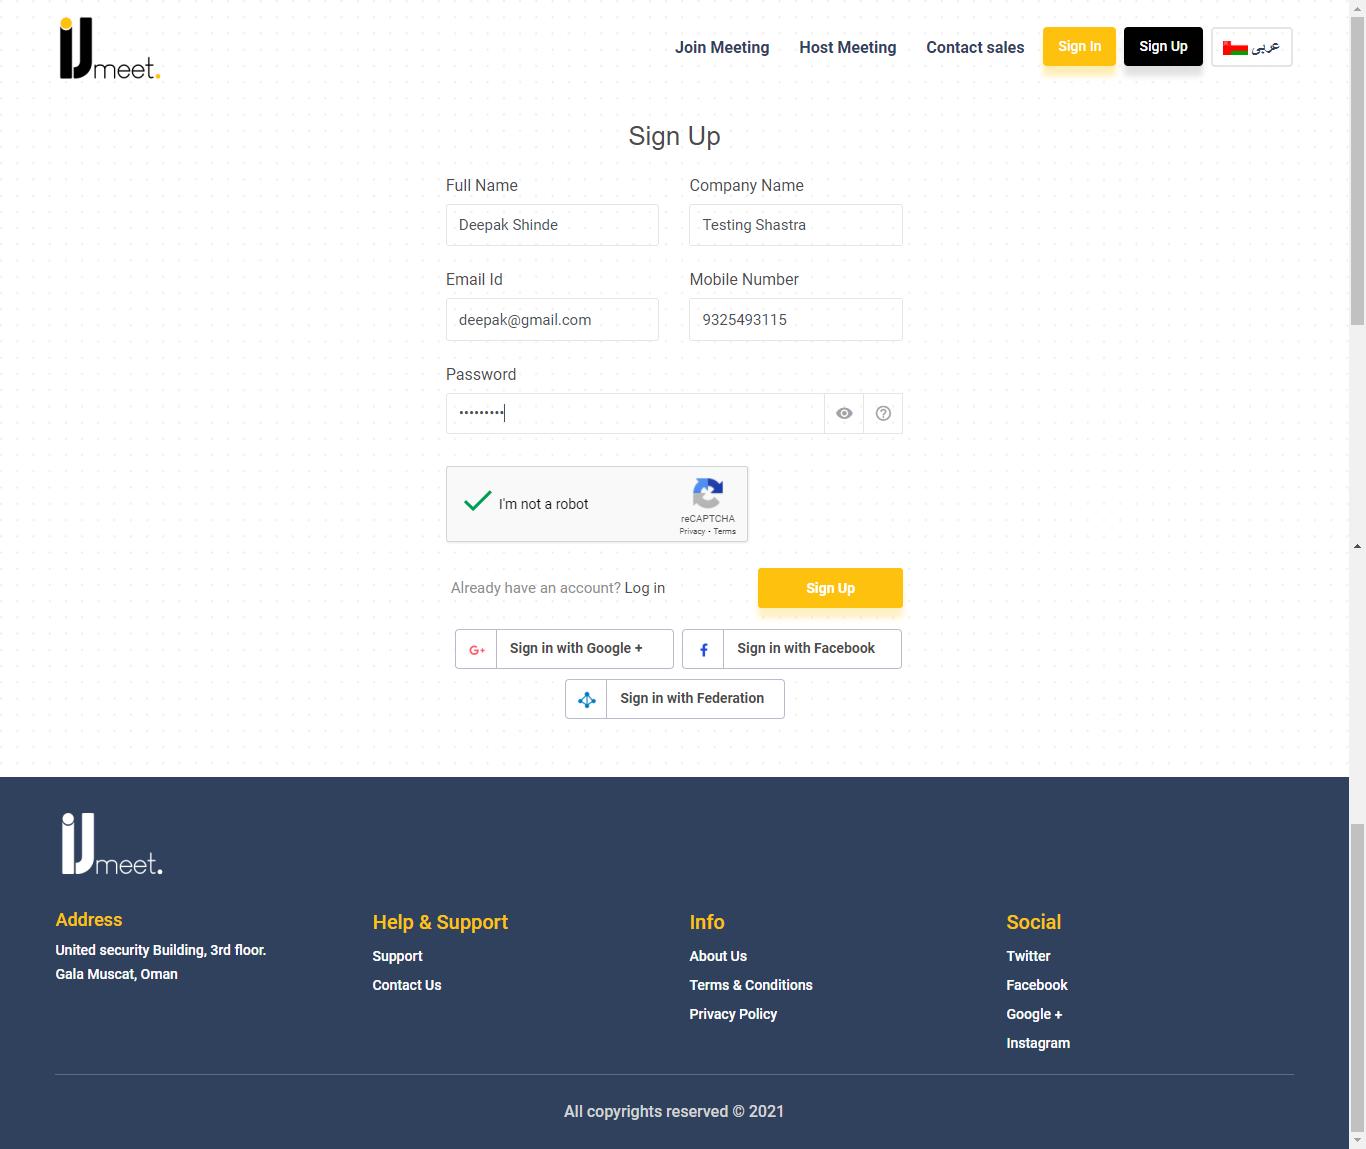 iJmeet.
Join Meeting
Host Meeting
Contact sales
Sign In
Sign Up
عربى
Sign Up
Full Name
Company Name
Deepak Shinde
Testing Shastra
Email Id
Mobile Number
deepak@gmail.com
9325493115
Password
•••••••••
I'm not a robot
reCAPTCHA
Privacy - Terms
Already have an account? Log in
Sign Up
G+ Sign in with Google +
f Sign in with Facebook
Sign in with Federation
iJmeet.
Address
United security Building, 3rd floor.
Gala Muscat, Oman
Help & Support
Support
Contact Us
Info
About Us
Terms & Conditions
Privacy Policy
Social
Twitter
Facebook
Google +
Instagram
All copyrights reserved © 2021